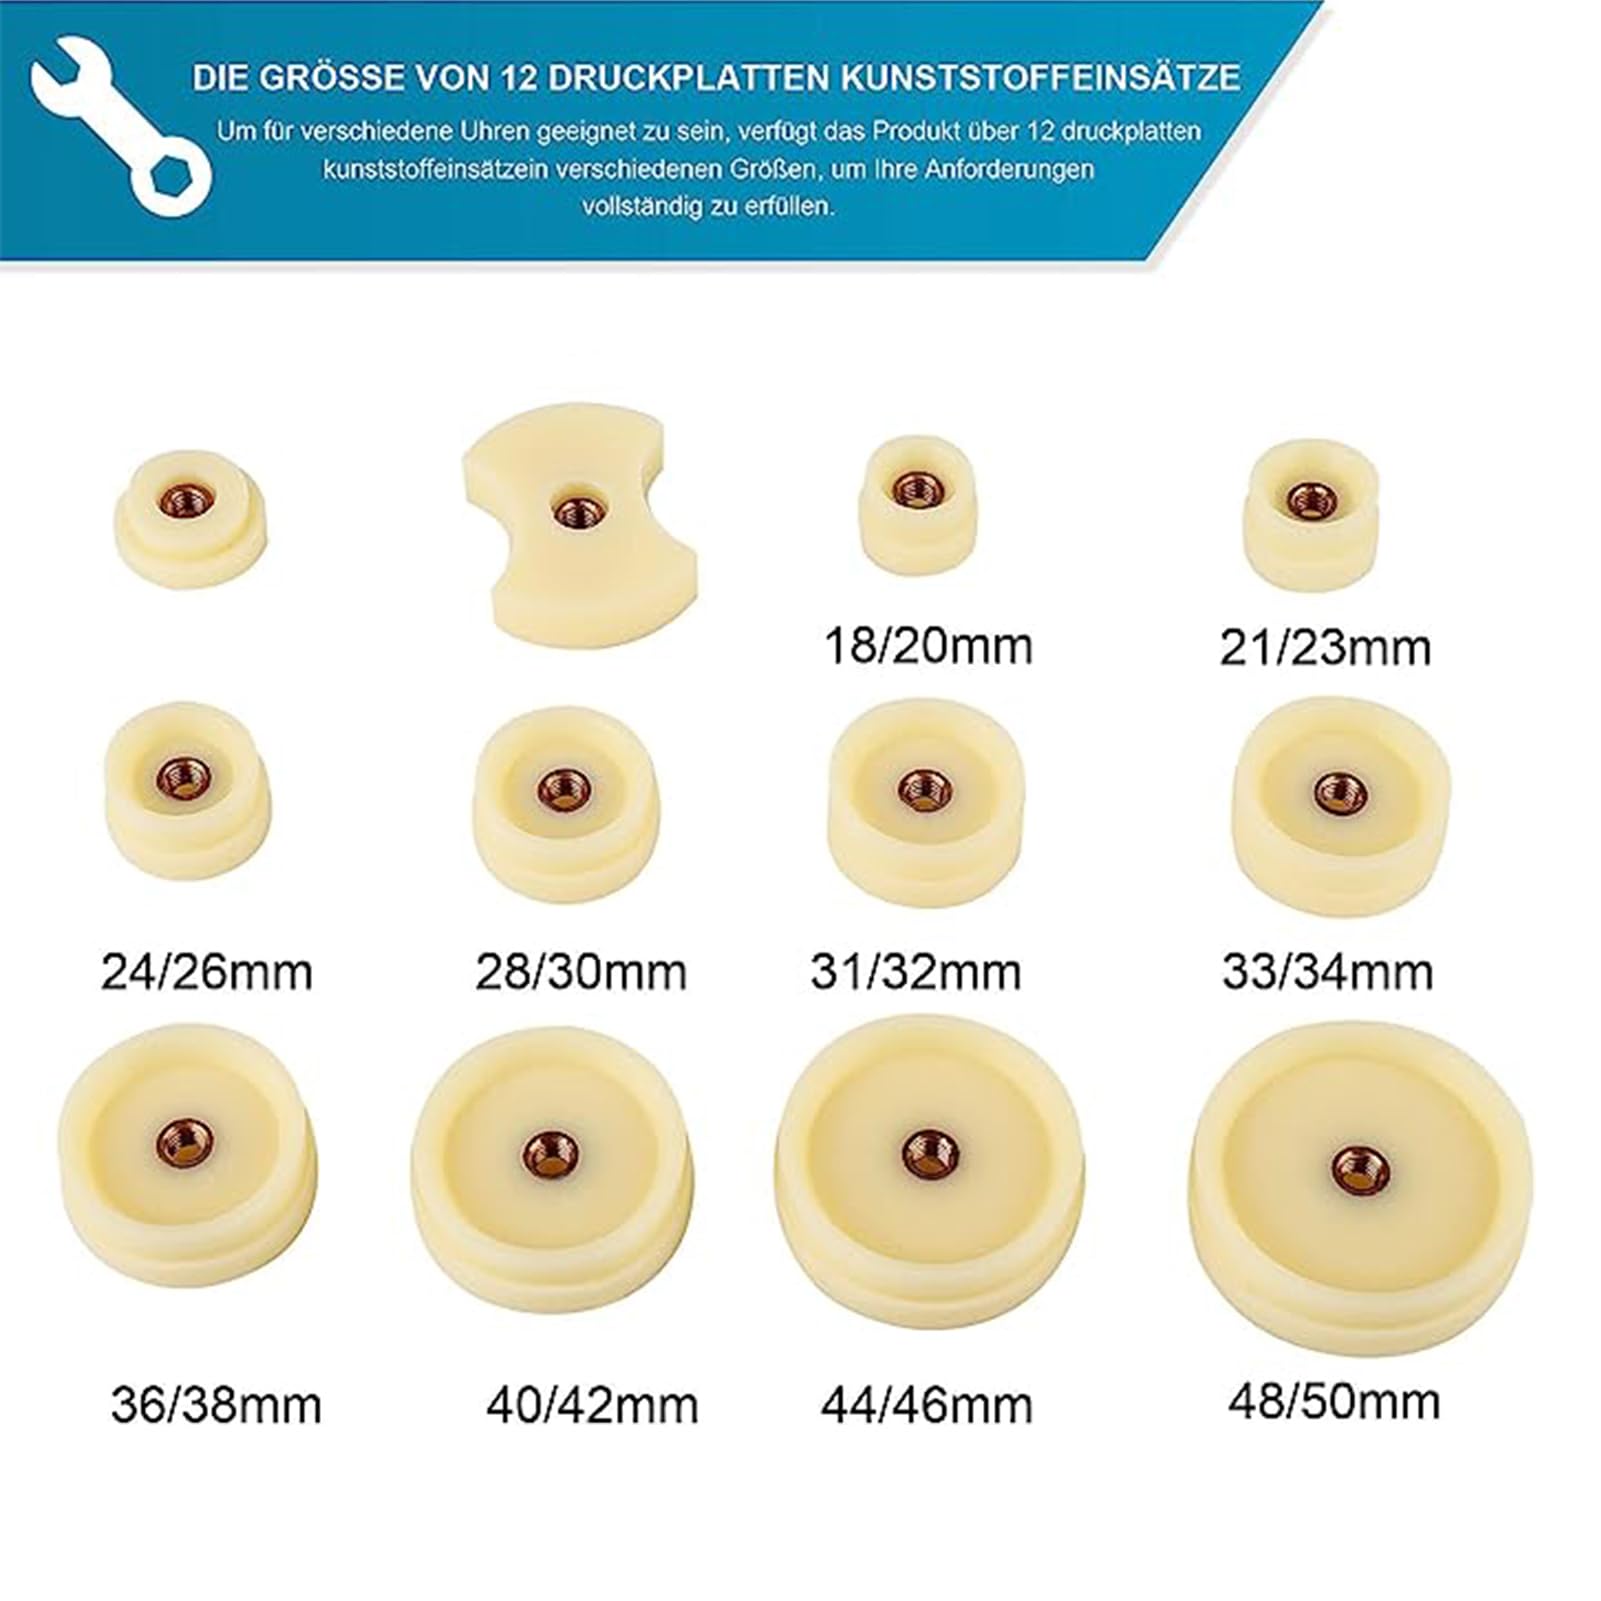 DIE GRÖSSE VON 12 DRUCKPLATTEN KUNSTSTOFFEINSÄTZE
Um für verschiedene Uhren geeignet zu sein, verfügt das Produkt über 12 druckplatten
kunststoffeinsätzein verschiedenen Größen, um Ihre Anforderungen
vollständig zu erfüllen.
18/20mm
21/23mm
24/26mm
28/30mm
31/32mm
33/34mm
36/38mm
40/42mm
44/46mm
48/50mm